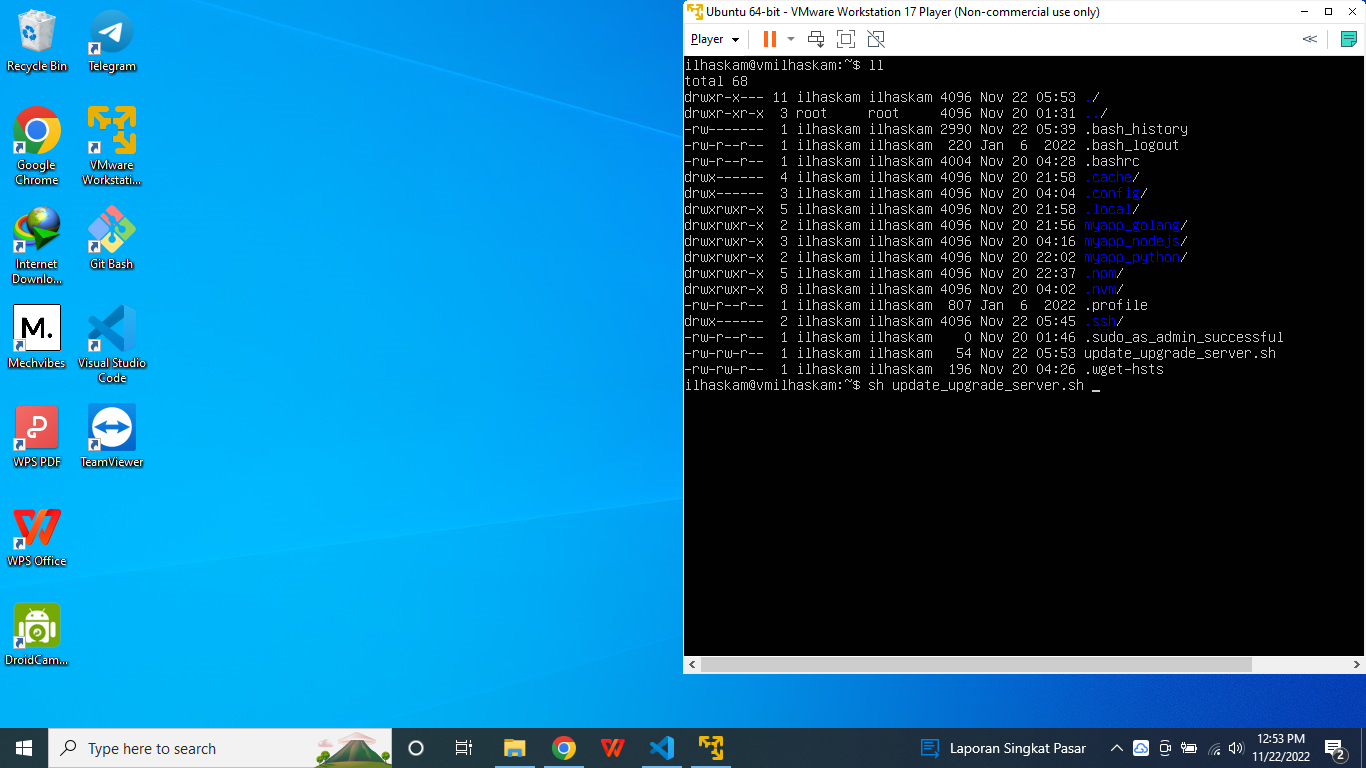 Recycle Bin
Telegram
Google
Chrome
VMware
Workstati...
Internet
Downlo...
Git Bash
M.
Mechvibes
Visual Studio
Code
WPS PDF
TeamViewer
WPS Office
DroidCam...
Ubuntu 64-bit - VMware Workstation 17 Player (Non-commercial use only)
Player
ilhaskam@vmilhaskam:~$ ll
total 68
drwxr-x--- 11 ilhaskam ilhaskam 4096 Nov 22 05:53 ./
drwxr-xr-x  3 root     root     4096 Nov 20 01:31 ../
-rw-------  1 ilhaskam ilhaskam 2990 Nov 22 05:39 .bash_history
-rw-r--r--  1 ilhaskam ilhaskam  220 Jan  6  2022 .bash_logout
-rw-r--r--  1 ilhaskam ilhaskam 4004 Nov 20 04:28 .bashrc
drwx------  4 ilhaskam ilhaskam 4096 Nov 20 21:58 .cache/
drwx------  3 ilhaskam ilhaskam 4096 Nov 20 04:04 .config/
drwxrwxr-x  5 ilhaskam ilhaskam 4096 Nov 20 21:58 .local/
drwxrwxr-x  2 ilhaskam ilhaskam 4096 Nov 20 21:56 myapp_golang/
drwxrwxr-x  3 ilhaskam ilhaskam 4096 Nov 20 04:16 myapp_nodejs/
drwxrwxr-x  2 ilhaskam ilhaskam 4096 Nov 20 22:02 myapp_python/
drwxrwxr-x  5 ilhaskam ilhaskam 4096 Nov 20 22:37 .npm/
drwxrwxr-x  8 ilhaskam ilhaskam 4096 Nov 20 04:02 .nvm/
-rw-r--r--  1 ilhaskam ilhaskam  807 Jan  6  2022 .profile
drwx------  2 ilhaskam ilhaskam 4096 Nov 22 05:45 .ssh/
-rw-r--r--  1 ilhaskam ilhaskam    0 Nov 20 01:46 .sudo_as_admin_successful
-rw-rw-r--  1 ilhaskam ilhaskam   54 Nov 22 05:53 update_upgrade_server.sh
-rw-rw-r--  1 ilhaskam ilhaskam  196 Nov 20 04:26 .wget-hsts
ilhaskam@vmilhaskam:~$ sh update_upgrade_server.sh _
Type here to search
Laporan Singkat Pasar
12:53 PM
11/22/2022
2